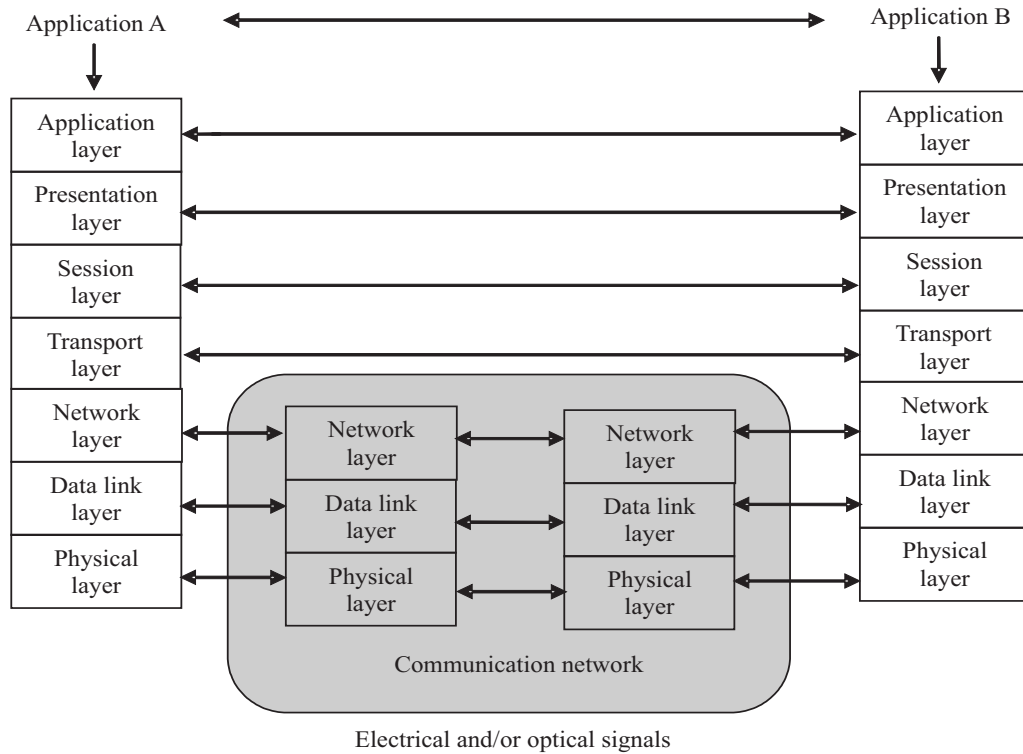 Application A
Application B
Application
layer
Presentation
layer
Session
layer
Transport
layer
Network
layer
Data link
layer
Physical
layer
Network
layer
Data link
layer
Physical
layer
Network
layer
Data link
layer
Physical
layer
Application
layer
Presentation
layer
Session
layer
Transport
layer
Network
layer
Data link
layer
Physical
layer
Communication network
Electrical and/or optical signals